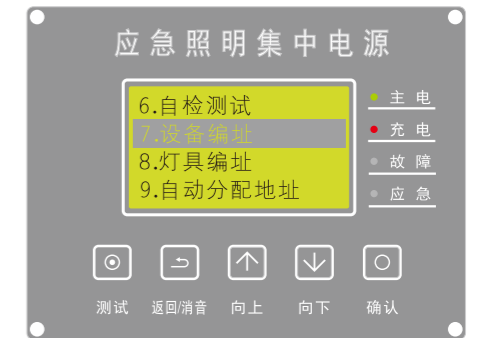 应急照明集中电源
6.自检测试
7.设备编址
8.灯具编址
9.自动分配地址
主电
充电
故障
应急
测试 返回/消音 向上 向下 确认